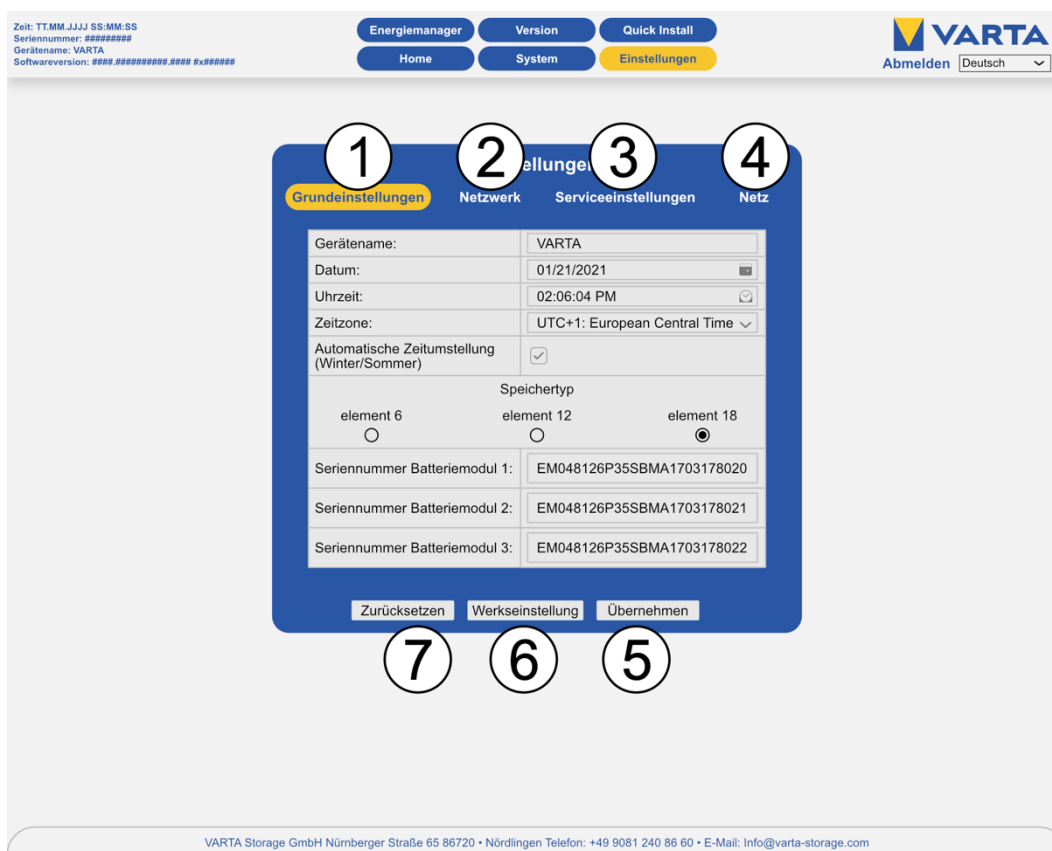 Zeit: TT.MM.JJJJ SS:MM:SS
Seriennummer: #########
Gerätename: VARTA
Softwareversion: ####.##########.#### #x######
Energiemanager Version Quick Install
Home System Einstellungen
VARTA
Abmelden Deutsch
1 2 3 4
ellunge
Grundeinstellungen Netzwerk Serviceeinstellungen Netz
Gerätename: VARTA
Datum: 01/21/2021
Uhrzeit: 02:06:04 PM
Zeitzone: UTC+1: European Central Time
Automatische Zeitumstellung
(Winter/Sommer)
Speichertyp
element 6 element 12 element 18
Seriennummer Batteriemodul 1: EM048126P35SBMA1703178020
Seriennummer Batteriemodul 2: EM048126P35SBMA1703178021
Seriennummer Batteriemodul 3: EM048126P35SBMA1703178022
Zurücksetzen Werkseinstellung Übernehmen
7 6 5
VARTA Storage GmbH Nürnberger Straße 65 86720 • Nördlingen Telefon: +49 9081 240 86 60 • E-Mail: Info@varta-storage.com